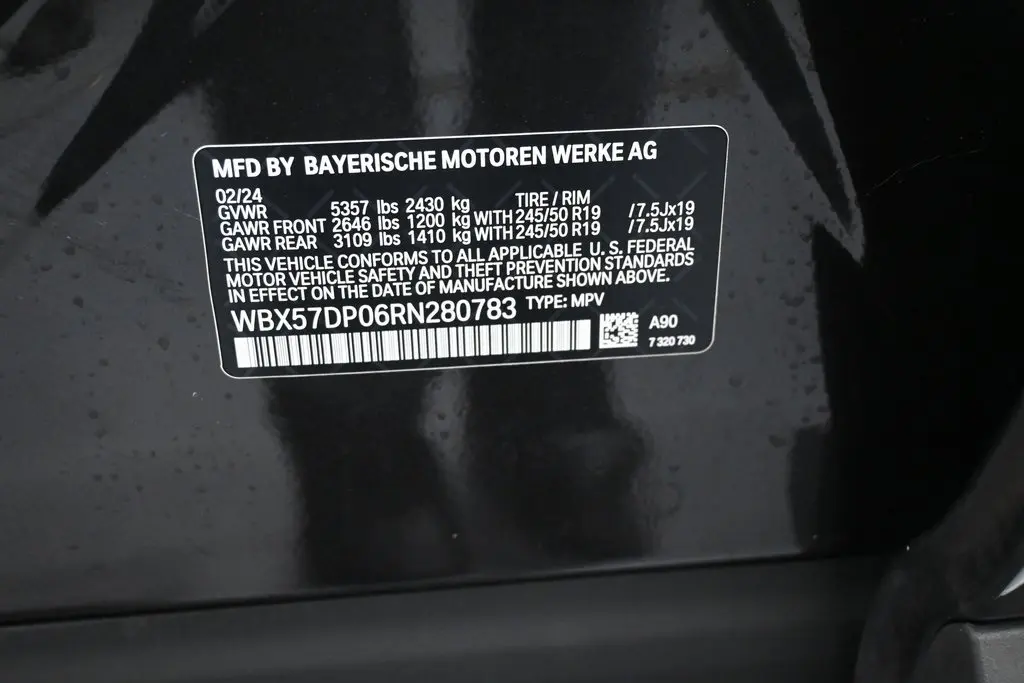 MFD BY BAYERISCHE MOTOREN WERKE AG
02/24 TIRE / RIM
GVWR 5357 lbs 2430 kg
GAWR FRONT 2646 lbs 1200 kg WITH 245/50 R19 /7.5Jx19
GAWR REAR 3109 lbs 1410 kg WITH 245/50 R19 /7.5Jx19
THIS VEHICLE CONFORMS TO ALL APPLICABLE U. S. FEDERAL
MOTOR VEHICLE SAFETY AND THEFT PREVENTION STANDARDS
IN EFFECT ON THE DATE OF MANUFACTURE SHOWN ABOVE.
WBX57DP06RN280783 TYPE: MPV
A90
7 320 730